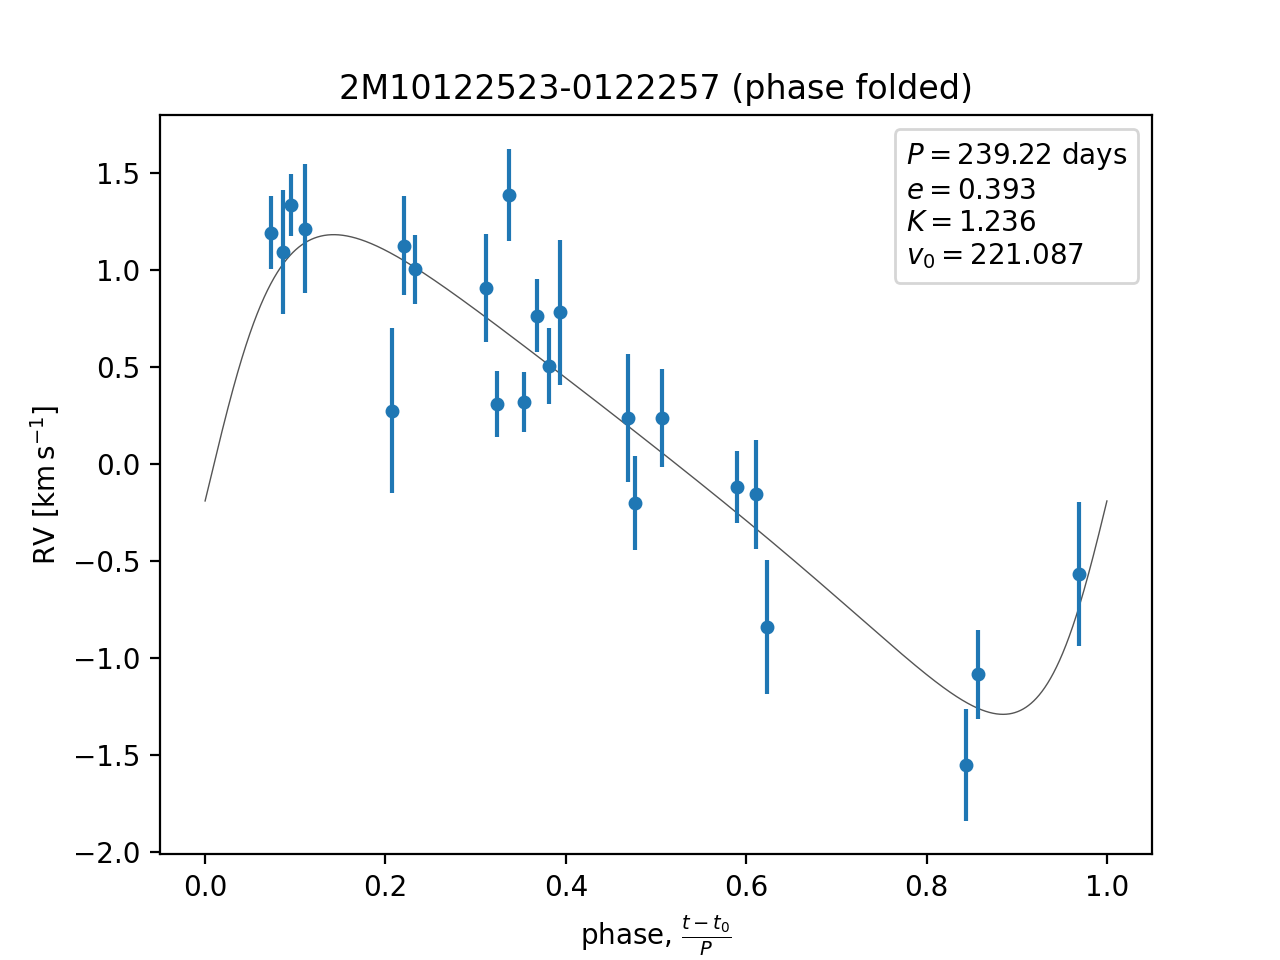 2M10122523-0122257 (phase folded)
P = 239.22 days
e = 0.393
K = 1.236
v₀ = 221.087
1.5
1.0
0.5
0.0
−0.5
−1.0
−1.5
−2.0
RV [km s⁻¹]
0.0 0.2 0.4 0.6 0.8 1.0
phase, (t − t₀)/P